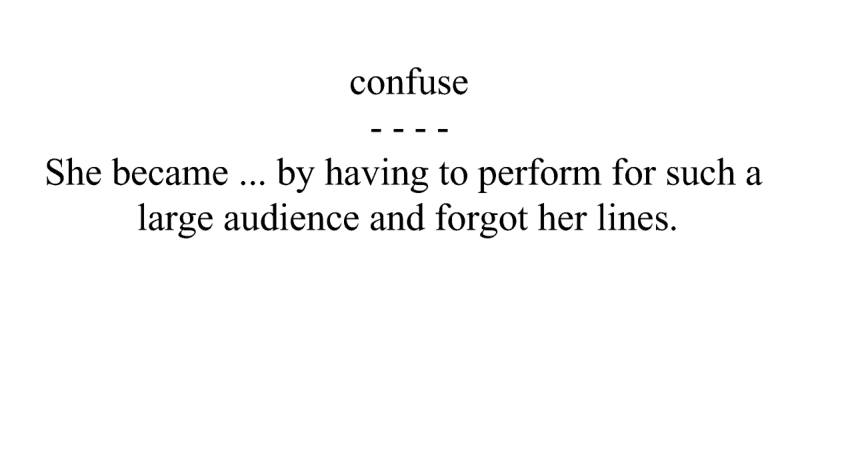 confuse
- - - -
She became ... by having to perform for such a
large audience and forgot her lines.